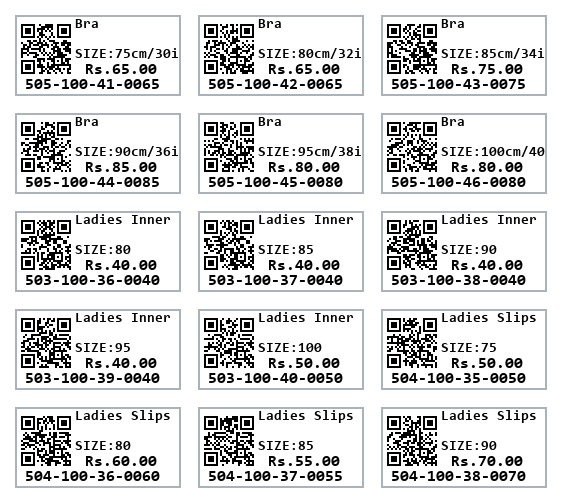 Bra
SIZE:75cm/30i
Rs.65.00
505-100-41-0065
Bra
SIZE:80cm/32i
Rs.65.00
505-100-42-0065
Bra
SIZE:85cm/34i
Rs.75.00
505-100-43-0075
Bra
SIZE:90cm/36i
Rs.85.00
505-100-44-0085
Bra
SIZE:95cm/38i
Rs.80.00
505-100-45-0080
Bra
SIZE:100cm/40
Rs.80.00
505-100-46-0080
Ladies Inner
SIZE:80
Rs.40.00
503-100-36-0040
Ladies Inner
SIZE:85
Rs.40.00
503-100-37-0040
Ladies Inner
SIZE:90
Rs.40.00
503-100-38-0040
Ladies Inner
SIZE:95
Rs.40.00
503-100-39-0040
Ladies Inner
SIZE:100
Rs.50.00
503-100-40-0050
Ladies Slips
SIZE:75
Rs.50.00
504-100-35-0050
Ladies Slips
SIZE:80
Rs.60.00
504-100-36-0060
Ladies Slips
SIZE:85
Rs.55.00
504-100-37-0055
Ladies Slips
SIZE:90
Rs.70.00
504-100-38-0070